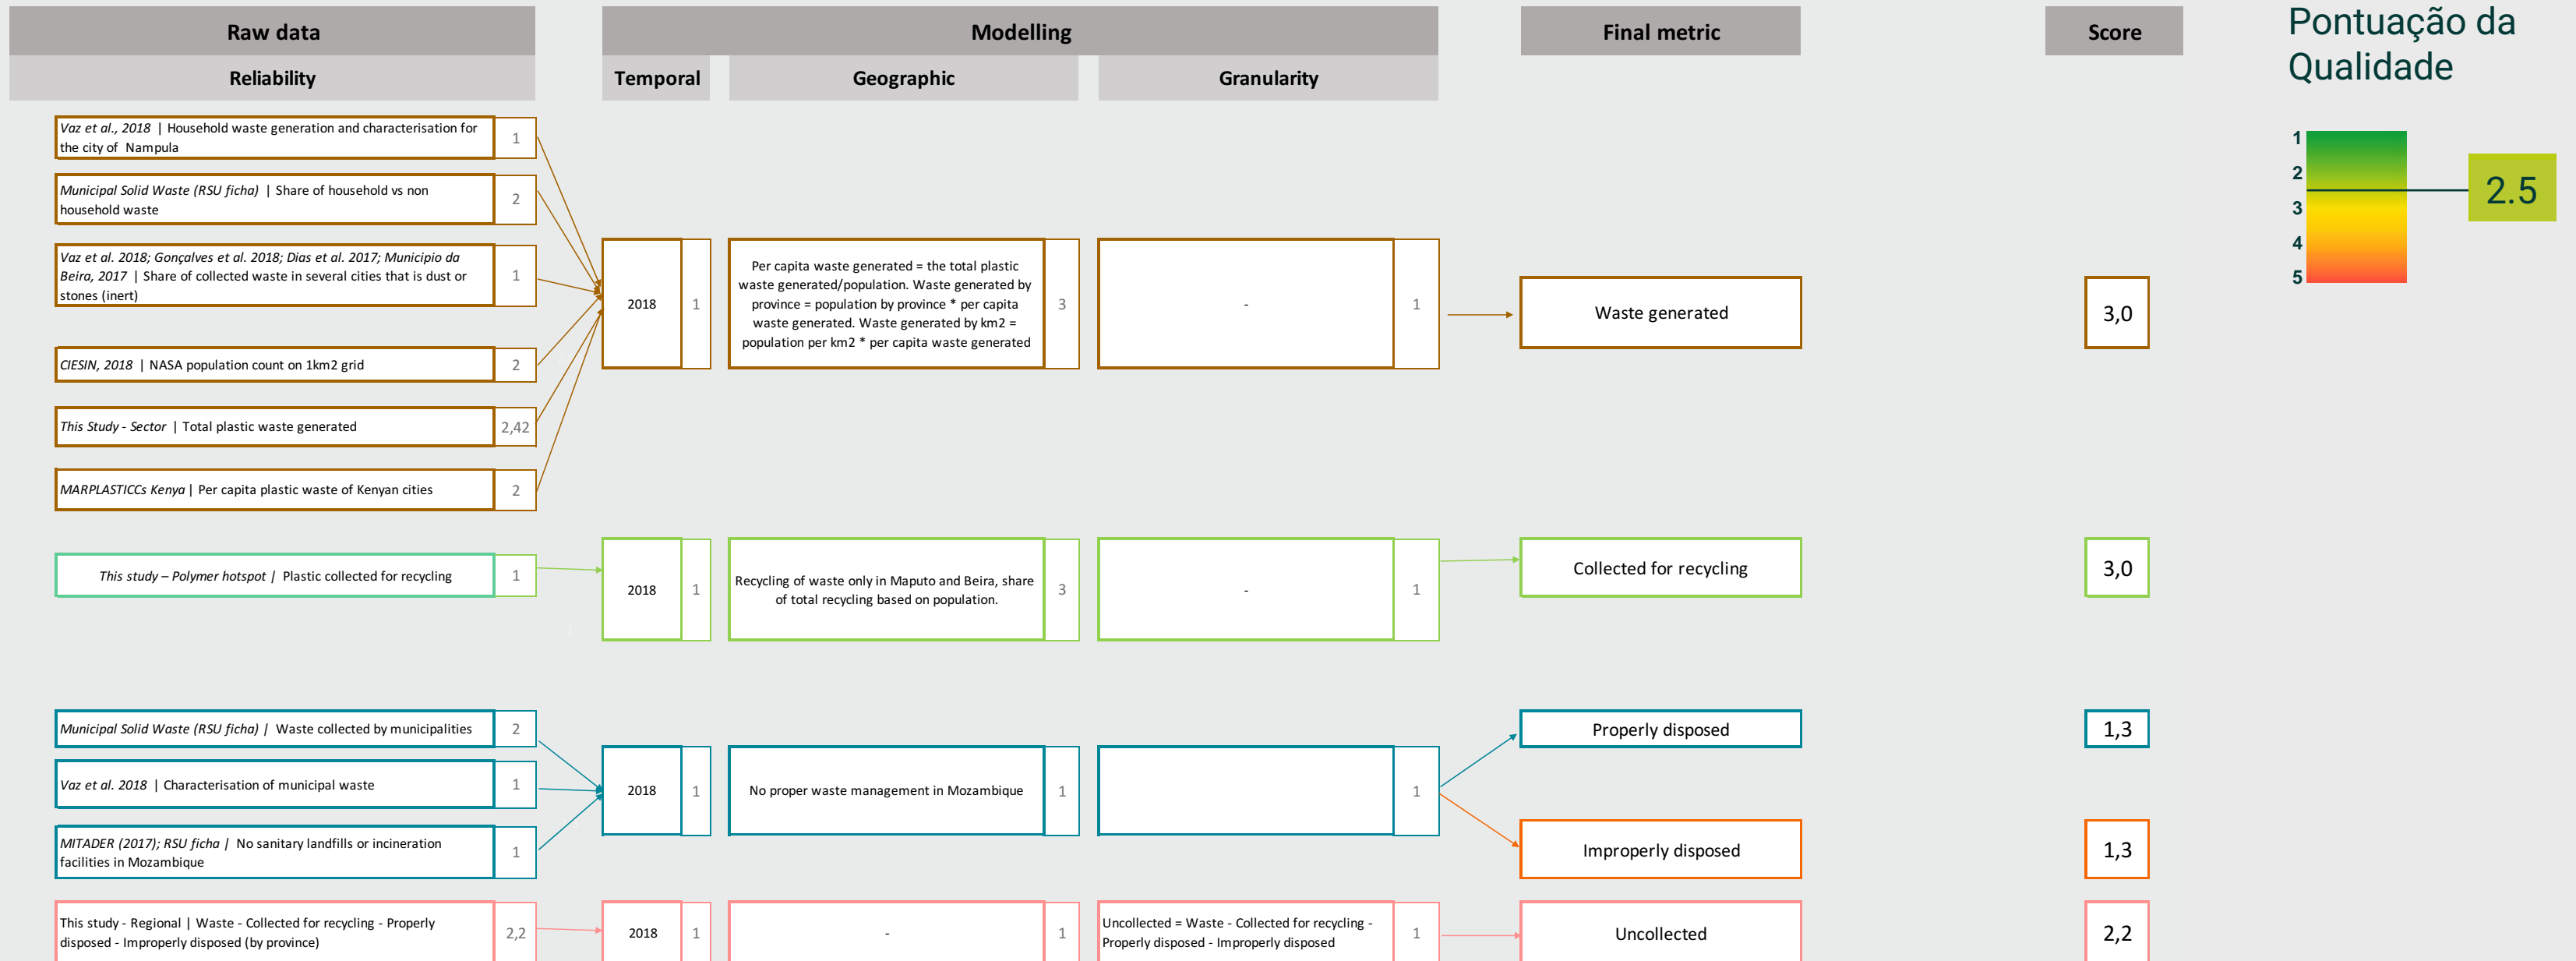 Raw data
Modelling
Final metric
Score
Pontuação da
Qualidade
Reliability
Temporal
Geographic
Granularity
Vaz et al., 2018 | Household waste generation and characterisation for
the city of Nampula
1
Municipal Solid Waste (RSU ficha) | Share of household vs non
household waste
2
Vaz et al. 2018; Gonçalves et al. 2018; Dias et al. 2017; Municipio da
Beira, 2017 | Share of collected waste in several cities that is dust or
stones (inert)
1
CIESIN, 2018 | NASA population count on 1km2 grid
2
This Study - Sector | Total plastic waste generated
2,42
MARPLASTICCs Kenya | Per capita plastic waste of Kenyan cities
2
2018
1
Per capita waste generated = the total plastic
waste generated/population. Waste generated by
province = population by province * per capita
waste generated. Waste generated by km2 =
population per km2 * per capita waste generated
3
-
1
Waste generated
3,0
1
2
3
4
5
2.5
This study – Polymer hotspot | Plastic collected for recycling
1
2018
1
Recycling of waste only in Maputo and Beira, share
of total recycling based on population.
3
-
1
Collected for recycling
3,0
Municipal Solid Waste (RSU ficha) | Waste collected by municipalities
2
Vaz et al. 2018 | Characterisation of municipal waste
1
MITADER (2017); RSU ficha | No sanitary landfills or incineration
facilities in Mozambique
1
2018
1
No proper waste management in Mozambique
1
1
Properly disposed
1,3
Improperly disposed
1,3
This study - Regional | Waste - Collected for recycling - Properly
disposed - Improperly disposed (by province)
2,2
2018
1
-
1
Uncollected = Waste - Collected for recycling -
Properly disposed - Improperly disposed
1
Uncollected
2,2